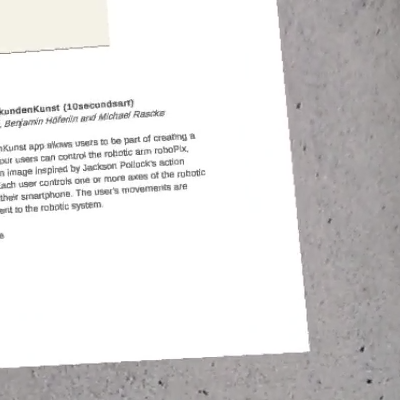 kundenKunst (10secundsart)
, Benjamin Höferlin and Michael Raschke
nKunst app allows users to be part of creating a
our users can control the robotic arm roboPix,
n image inspired by Jackson Pollock's action
Each user controls one or more axes of the robotic
their smartphone. The user's movements are
ent to the robotic system.
e